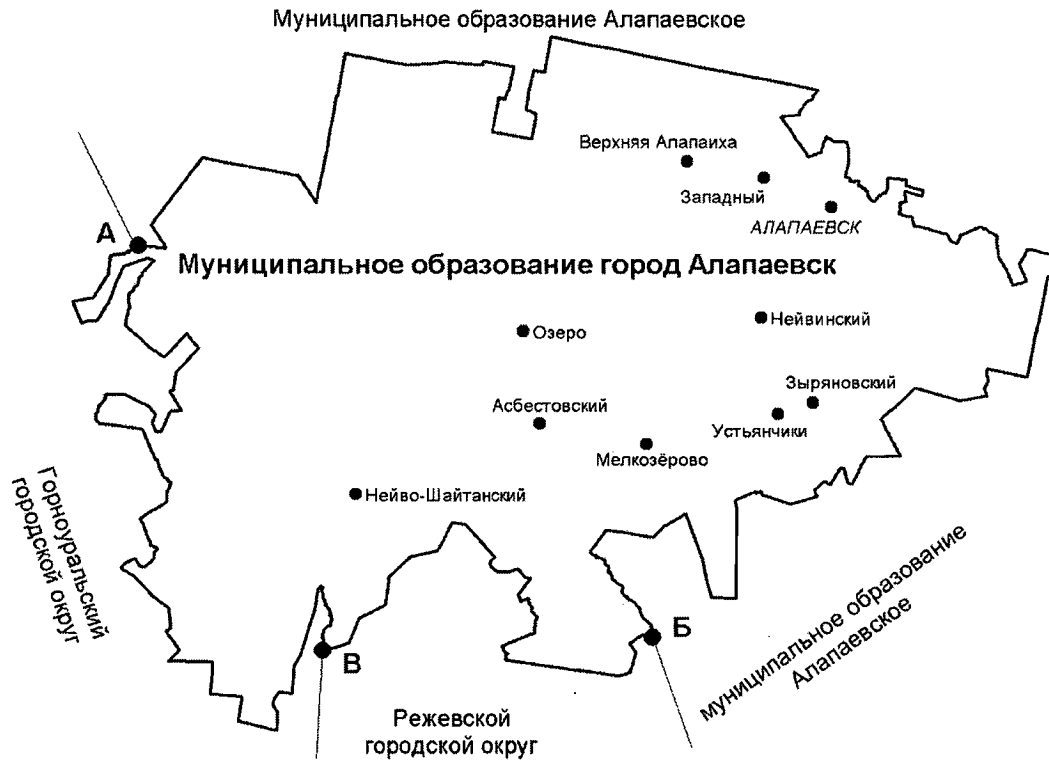 Муниципальное образование Алапаевское
Верхняя Алапаиха
Западный
АЛАПАЕВСК
А
Муниципальное образование город Алапаевск
Озеро
Нейвинский
Зыряновский
Асбестовский
Устьянчики
Мелкозёрово
Нейво-Шайтанский
Горноуральский
городской округ
В
Б
муниципальное образование
Алапаевское
Режевской
городской округ